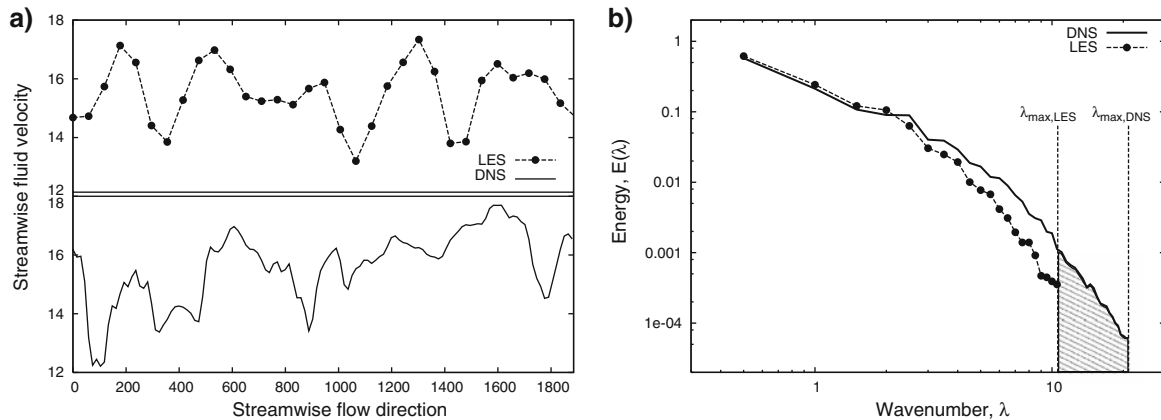 a)
Streamwise fluid velocity
18
16
14
12
LES
DNS
18
16
14
12
0 200 400 600 800 1000 1200 1400 1600 1800
Streamwise flow direction
b)
Energy, E(λ)
1
0.1
0.01
0.001
1e-04
DNS
LES
λmax,LES
λmax,DNS
1 10
Wavenumber, λ